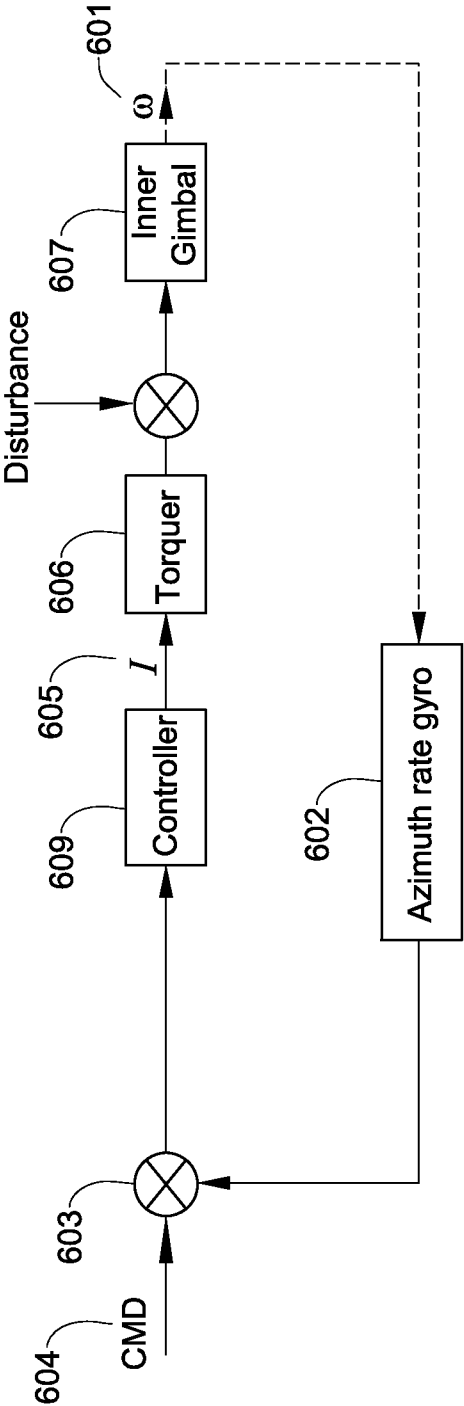 604
CMD
603
609
Controller
605
I
606
Torquer
Disturbance
607
Inner
Gimbal
ω
601
602
Azimuth rate gyro